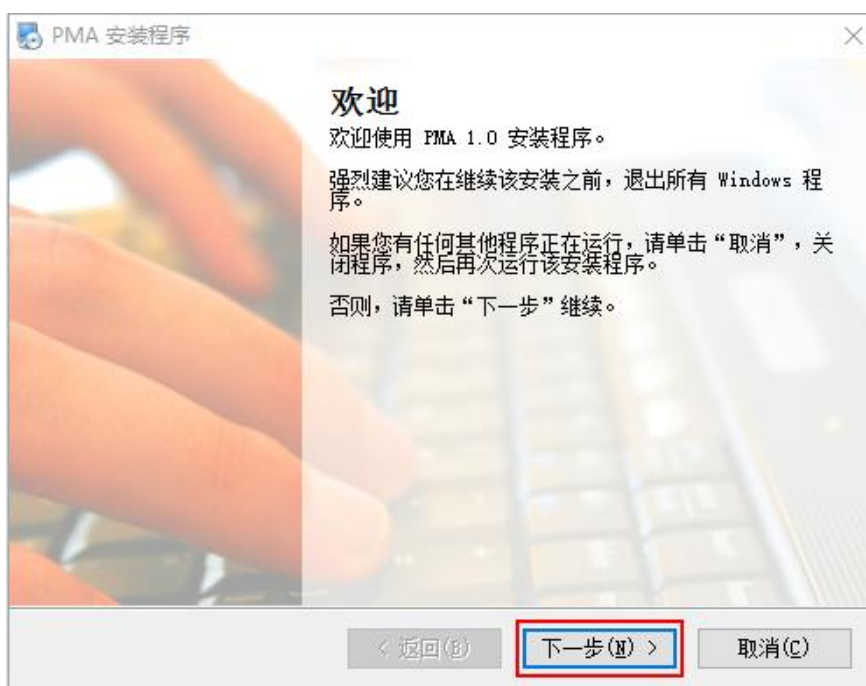 PMA 安装程序
欢迎
欢迎使用 PMA 1.0 安装程序。
强烈建议您在继续该安装之前，退出所有 Windows 程
序。
如果您有任何其他程序正在运行，请单击“取消”，关
闭程序，然后再次运行该安装程序。
否则，请单击“下一步”继续。
< 返回(B) 下一步(N) > 取消(C)